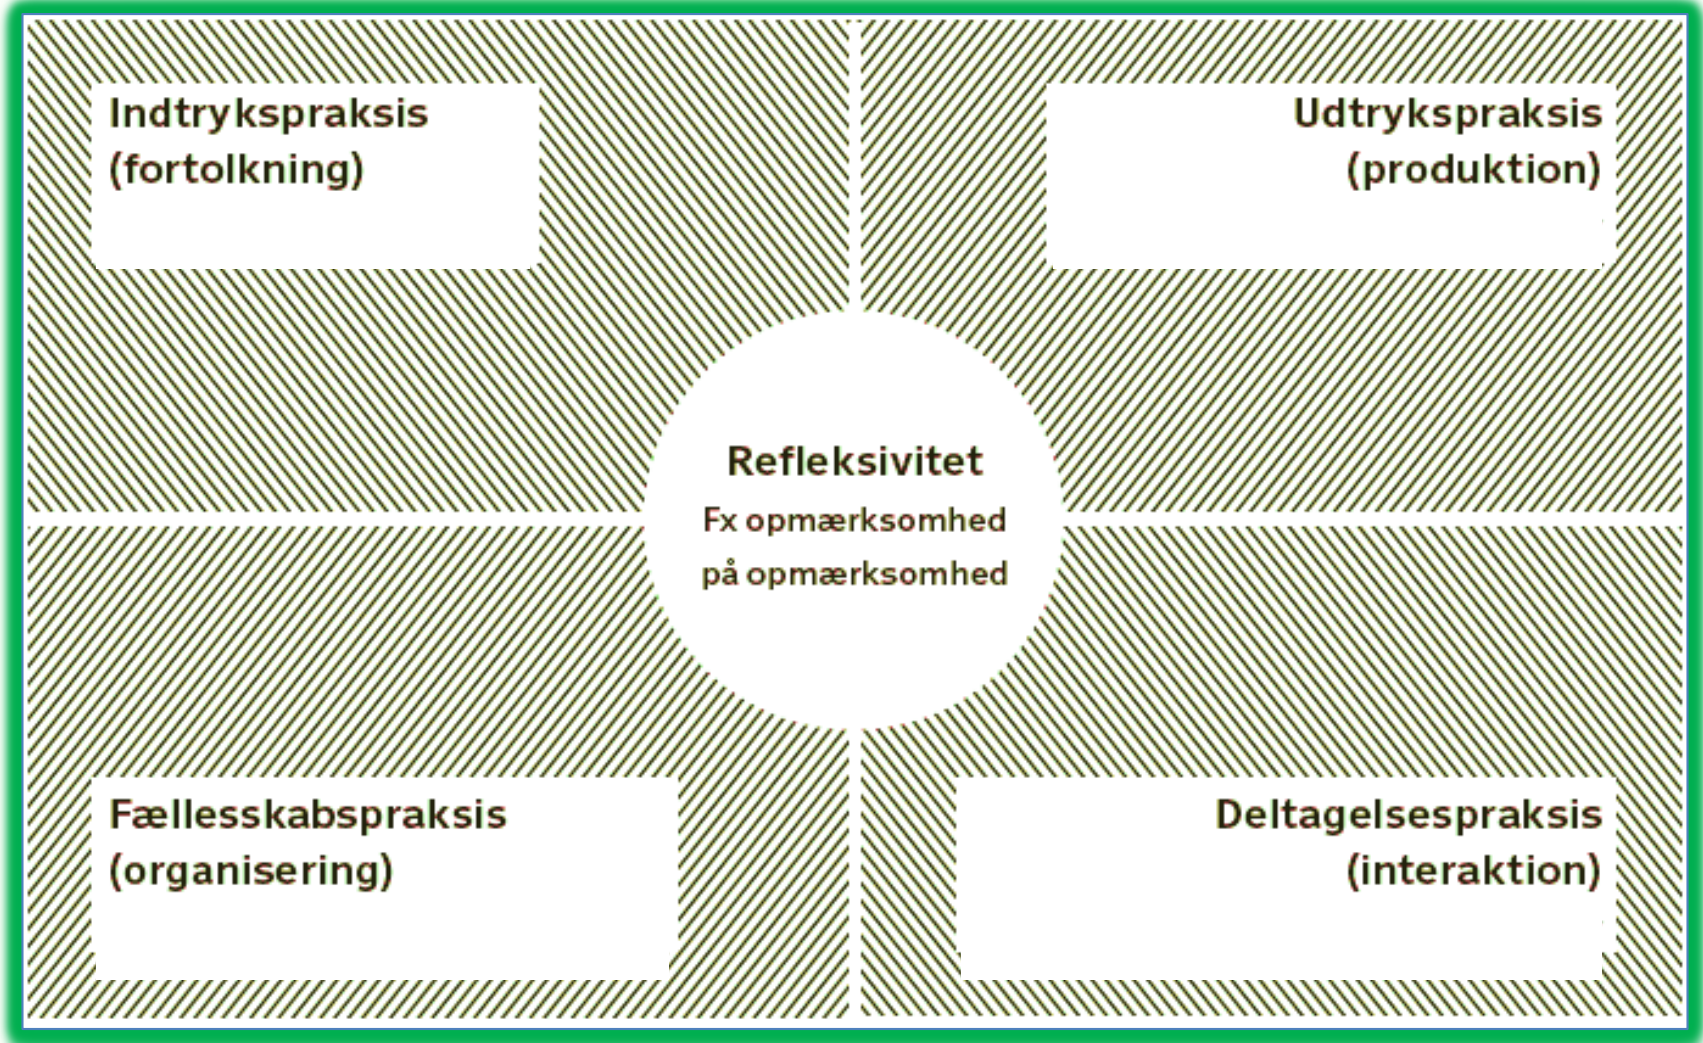 Indtrykspraksis
(fortolkning)
Udtrykspraksis
(produktion)
Refleksivitet
Fx opmærksomhed
på opmærksomhed
Fællesskabspraksis
(organisering)
Deltagelsespraksis
(interaktion)